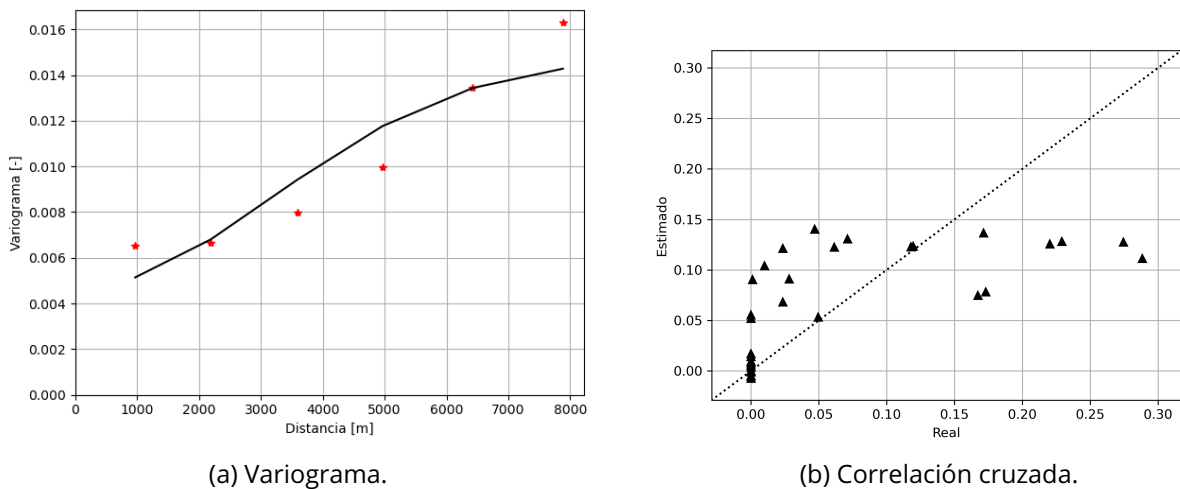 0.016
0.014
0.012
0.010
0.008
0.006
0.004
0.002
0.000
Variograma [-]
0 1000 2000 3000 4000 5000 6000 7000 8000
Distancia [m]
(a) Variograma.
0.30
0.25
0.20
0.15
0.10
0.05
0.00
Estimado
0.00 0.05 0.10 0.15 0.20 0.25 0.30
Real
(b) Correlación cruzada.